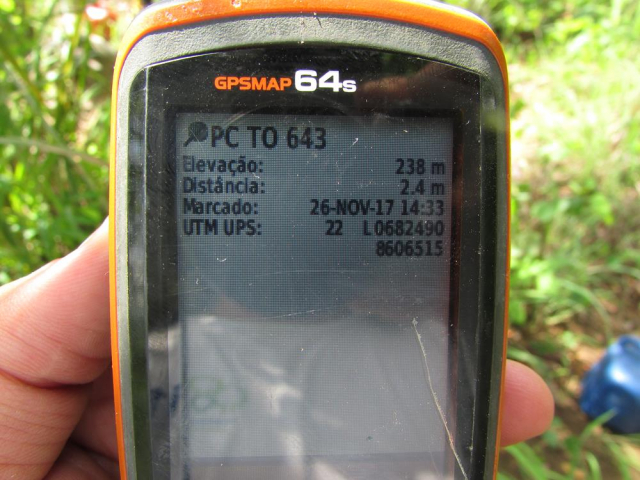 GPSMAP 64s
PC TO 643
Elevação: 238 m
Distância: 2.4 m
Marcado: 26-NOV-17 14:33
UTM UPS: 22 L0682490
8606515